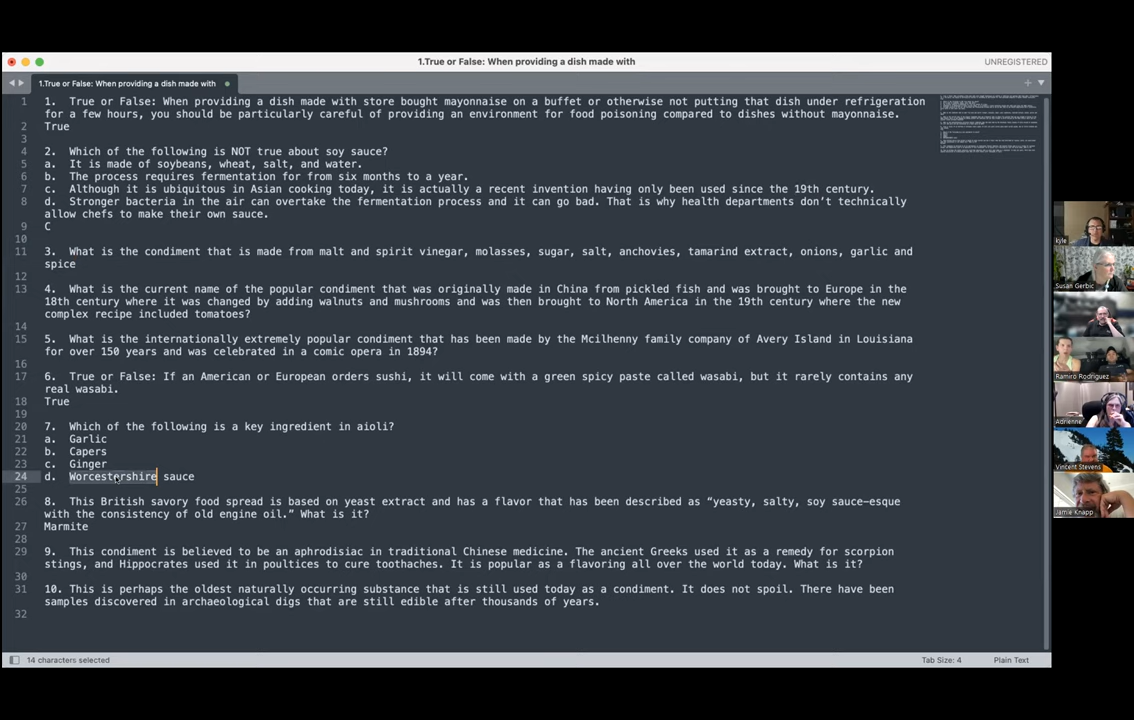 1.True or False: When providing a dish made with
UNREGISTERED
1.True or False: When providing a dish made with
1 1. True or False: When providing a dish made with store bought mayonnaise on a buffet or otherwise not putting that dish under refrigeration
for a few hours, you should be particularly careful of providing an environment for food poisoning compared to dishes without mayonnaise.
2 True
3
4 2. Which of the following is NOT true about soy sauce?
5 a. It is made of soybeans, wheat, salt, and water.
6 b. The process requires fermentation for from six months to a year.
7 c. Although it is ubiquitous in Asian cooking today, it is actually a recent invention having only been used since the 19th century.
8 d. Stronger bacteria in the air can overtake the fermentation process and it can go bad. That is why health departments don’t technically
allow chefs to make their own sauce.
9 C
10
11 3. What is the condiment that is made from malt and spirit vinegar, molasses, sugar, salt, anchovies, tamarind extract, onions, garlic and
spice
12
13 4. What is the current name of the popular condiment that was originally made in China from pickled fish and was brought to Europe in the
18th century where it was changed by adding walnuts and mushrooms and was then brought to North America in the 19th century where the new
complex recipe included tomatoes?
14
15 5. What is the internationally extremely popular condiment that has been made by the Mcilhenny family company of Avery Island in Louisiana
for over 150 years and was celebrated in a comic opera in 1894?
16
17 6. True or False: If an American or European orders sushi, it will come with a green spicy paste called wasabi, but it rarely contains any
real wasabi.
18 True
19
20 7. Which of the following is a key ingredient in aioli?
21 a. Garlic
22 b. Capers
23 c. Ginger
24 d. Worcestershire sauce
25
26 8. This British savory food spread is based on yeast extract and has a flavor that has been described as “yeasty, salty, soy sauce–esque
with the consistency of old engine oil.” What is it?
27 Marmite
28
29 9. This condiment is believed to be an aphrodisiac in traditional Chinese medicine. The ancient Greeks used it as a remedy for scorpion
stings, and Hippocrates used it in poultices to cure toothaches. It is popular as a flavoring all over the world today. What is it?
30
31 10. This is perhaps the oldest naturally occurring substance that is still used today as a condiment. It does not spoil. There have been
samples discovered in archaeological digs that are still edible after thousands of years.
32
14 characters selected
Tab Size: 4
Plain Text
kyle
Susan Gerbic
Ramiro Rodriguez
Adrienne
Vincent Stevens
Jamie Knapp